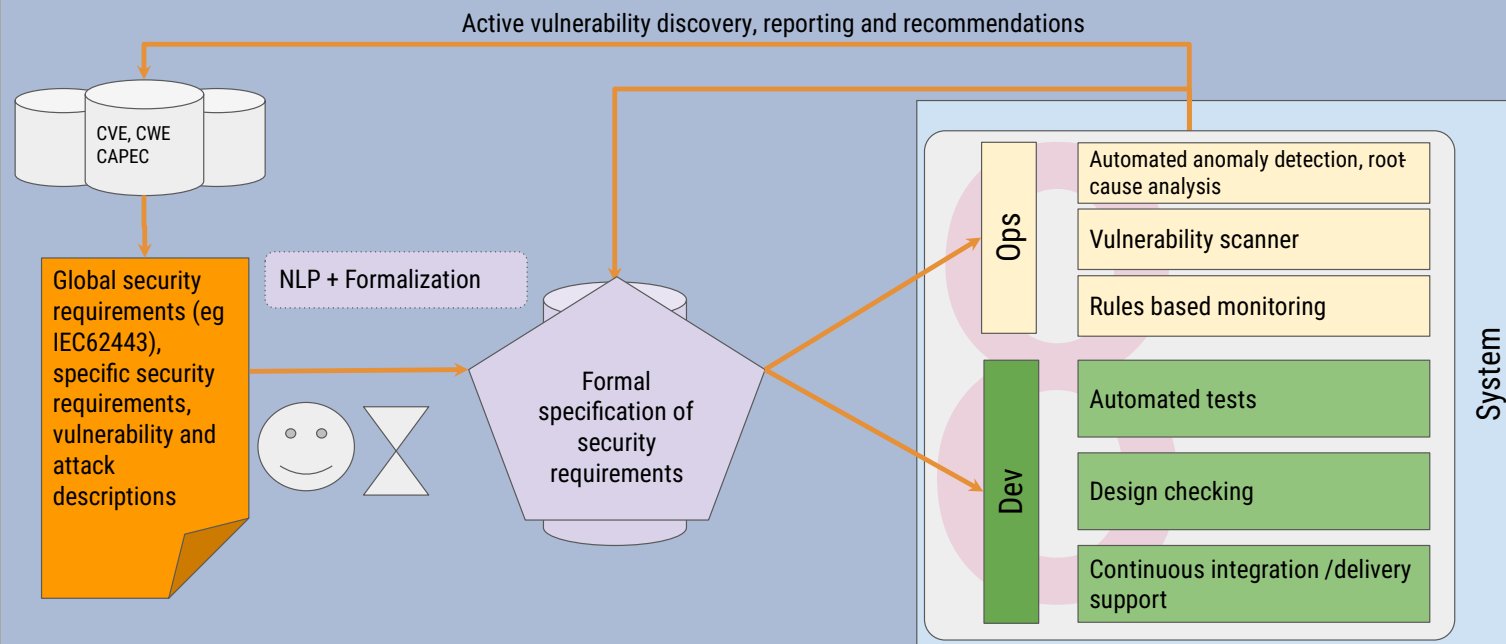 Active vulnerability discovery, reporting and recommendations
CVE, CWE
CAPEC
Global security
requirements (eg
IEC62443),
specific security
requirements,
vulnerability and
attack
descriptions
NLP + Formalization
Formal
specification of
security
requirements
Ops
Automated anomaly detection, root-
cause analysis
Vulnerability scanner
Rules based monitoring
Dev
Automated tests
Design checking
Continuous integration /delivery
support
System